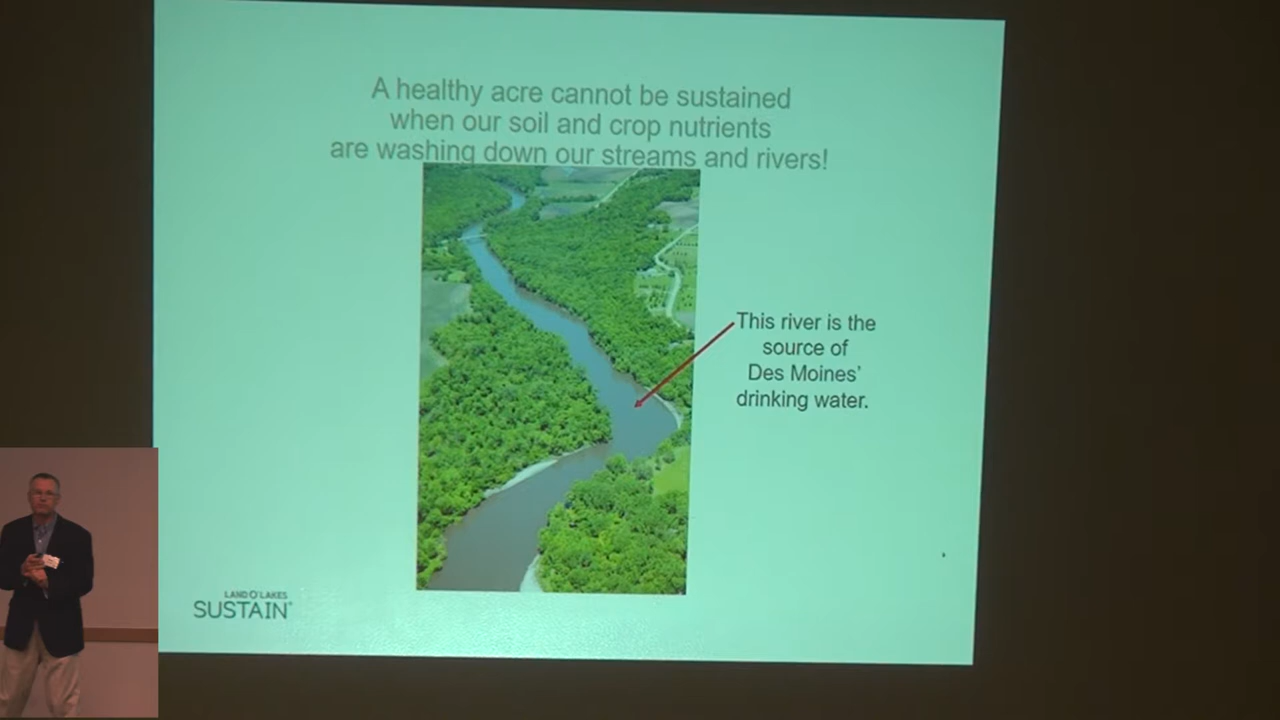 A healthy acre cannot be sustained
when our soil and crop nutrients
are washing down our streams and rivers!
This river is the
source of
Des Moines’
drinking water.
LAND O'LAKES
SUSTAIN®